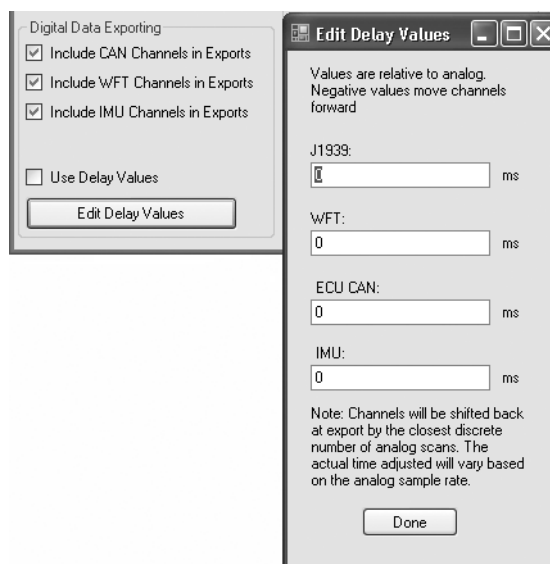 Digital Data Exporting
Include CAN Channels in Exports
Include WFT Channels in Exports
Include IMU Channels in Exports
Use Delay Values
Edit Delay Values
Edit Delay Values
Values are relative to analog.
Negative values move channels
forward
J1939:
0 ms
WFT:
0 ms
ECU CAN:
0 ms
IMU:
0 ms
Note: Channels will be shifted back
at export by the closest discrete
number of analog scans. The
actual time adjusted will vary based
on the analog sample rate.
Done